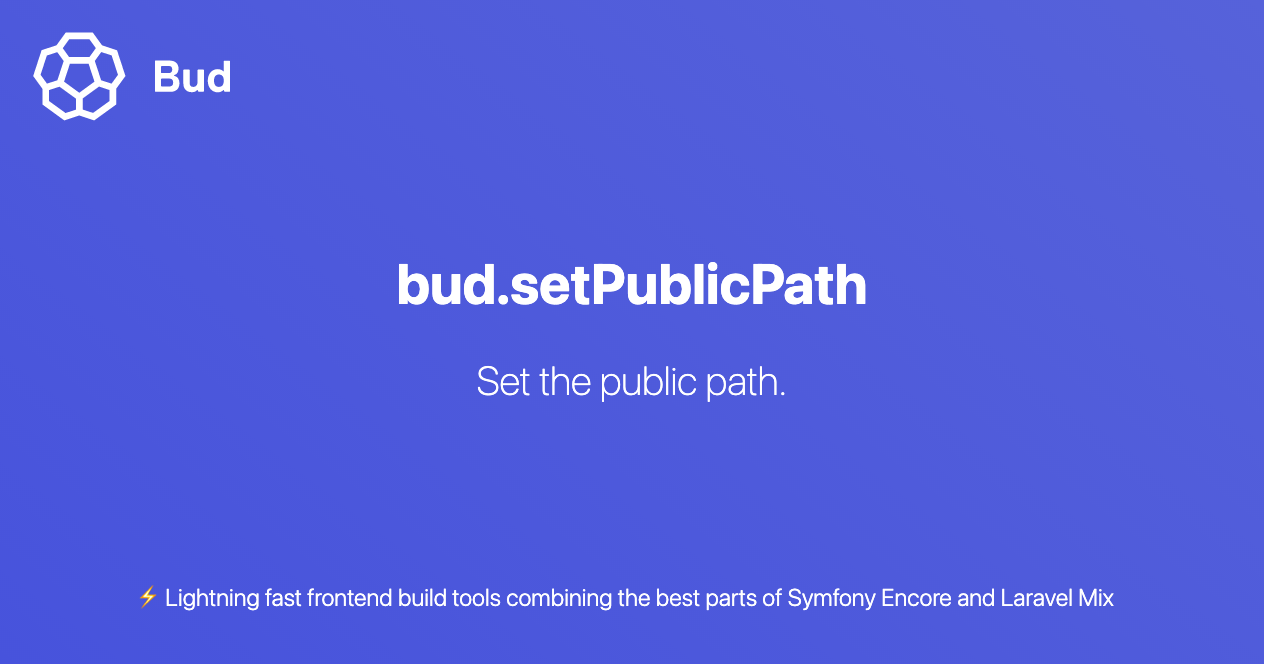 Bud
bud.setPublicPath
Set the public path.
⚡ Lightning fast frontend build tools combining the best parts of Symfony Encore and Laravel Mix